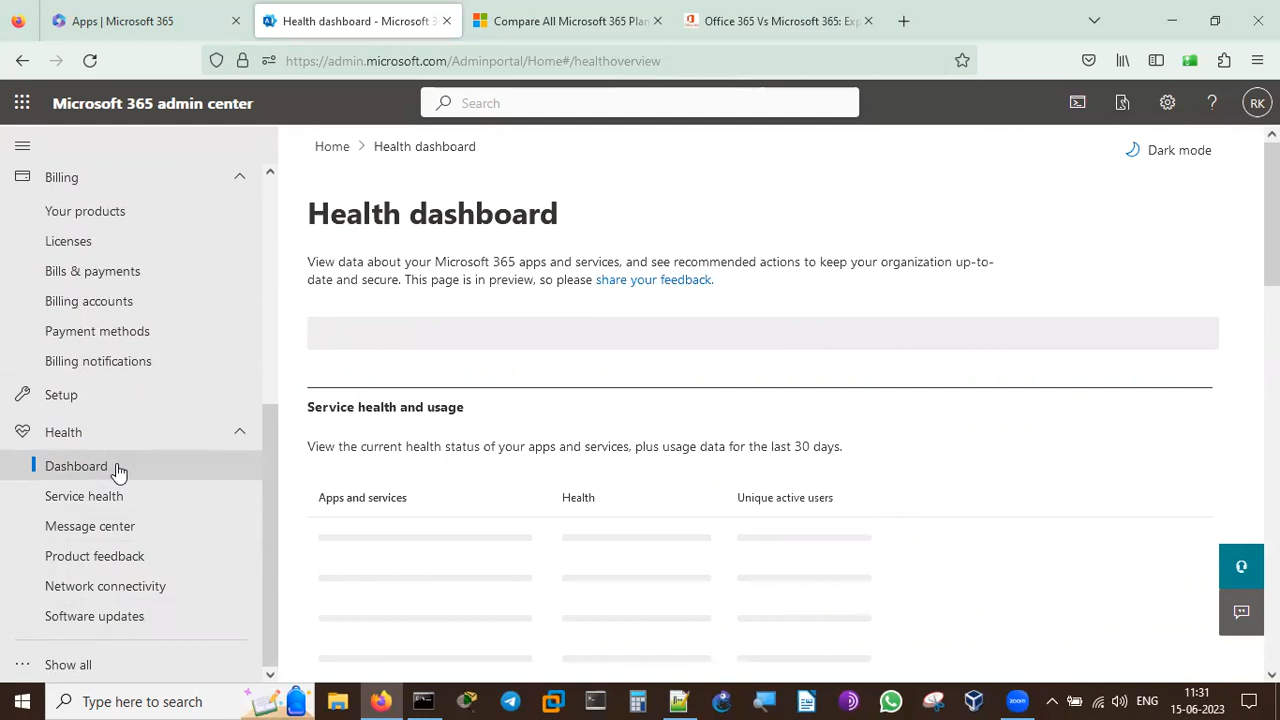 Apps | Microsoft 365
Health dashboard - Microsoft 3
Compare All Microsoft 365 Plan
Office 365 Vs Microsoft 365: Exp
https://admin.microsoft.com/Adminportal/Home#/healthoverview
Microsoft 365 admin center
Search
RK
Home > Health dashboard
Dark mode
Billing
Your products
Licenses
Bills & payments
Billing accounts
Payment methods
Billing notifications
Setup
Health
Dashboard
Service health
Message center
Product feedback
Network connectivity
Software updates
Show all
Health dashboard
View data about your Microsoft 365 apps and services, and see recommended actions to keep your organization up-to-
date and secure. This page is in preview, so please share your feedback.
Service health and usage
View the current health status of your apps and services, plus usage data for the last 30 days.
Apps and services Health Unique active users
Type here to search
zoom
ENG
11:31
15-06-2023